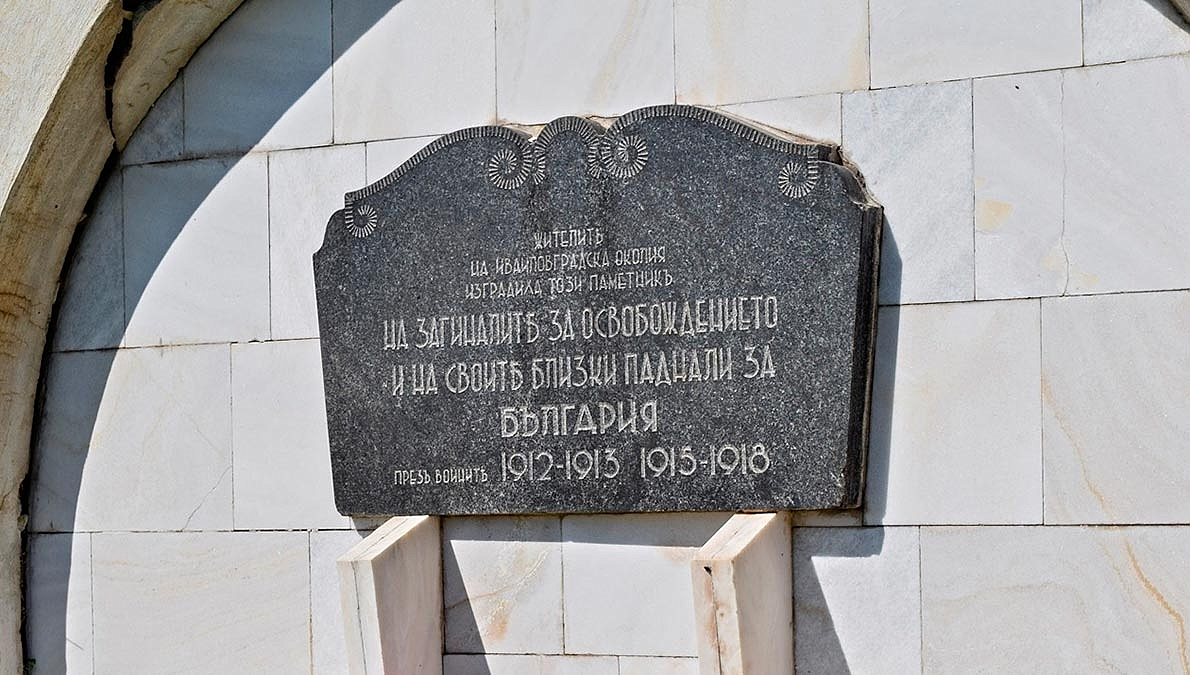 ЖИТЕЛИТѢ
НА ИВАЙЛОВГРАДСКА ОКОЛИЯ
ИЗГРАДИХА ТОЗИ ПАМЕТНИКЪ
НА ЗАГИНАЛИТѢ ЗА ОСВОБОЖДЕНИЕТО
И НА СВОИТѢ БЛИЗКИ ПАДНАЛИ ЗА
БЪЛГАРИЯ
ПРЕЗЪ ВОЙНИТѢ 1912-1913 1915-1918